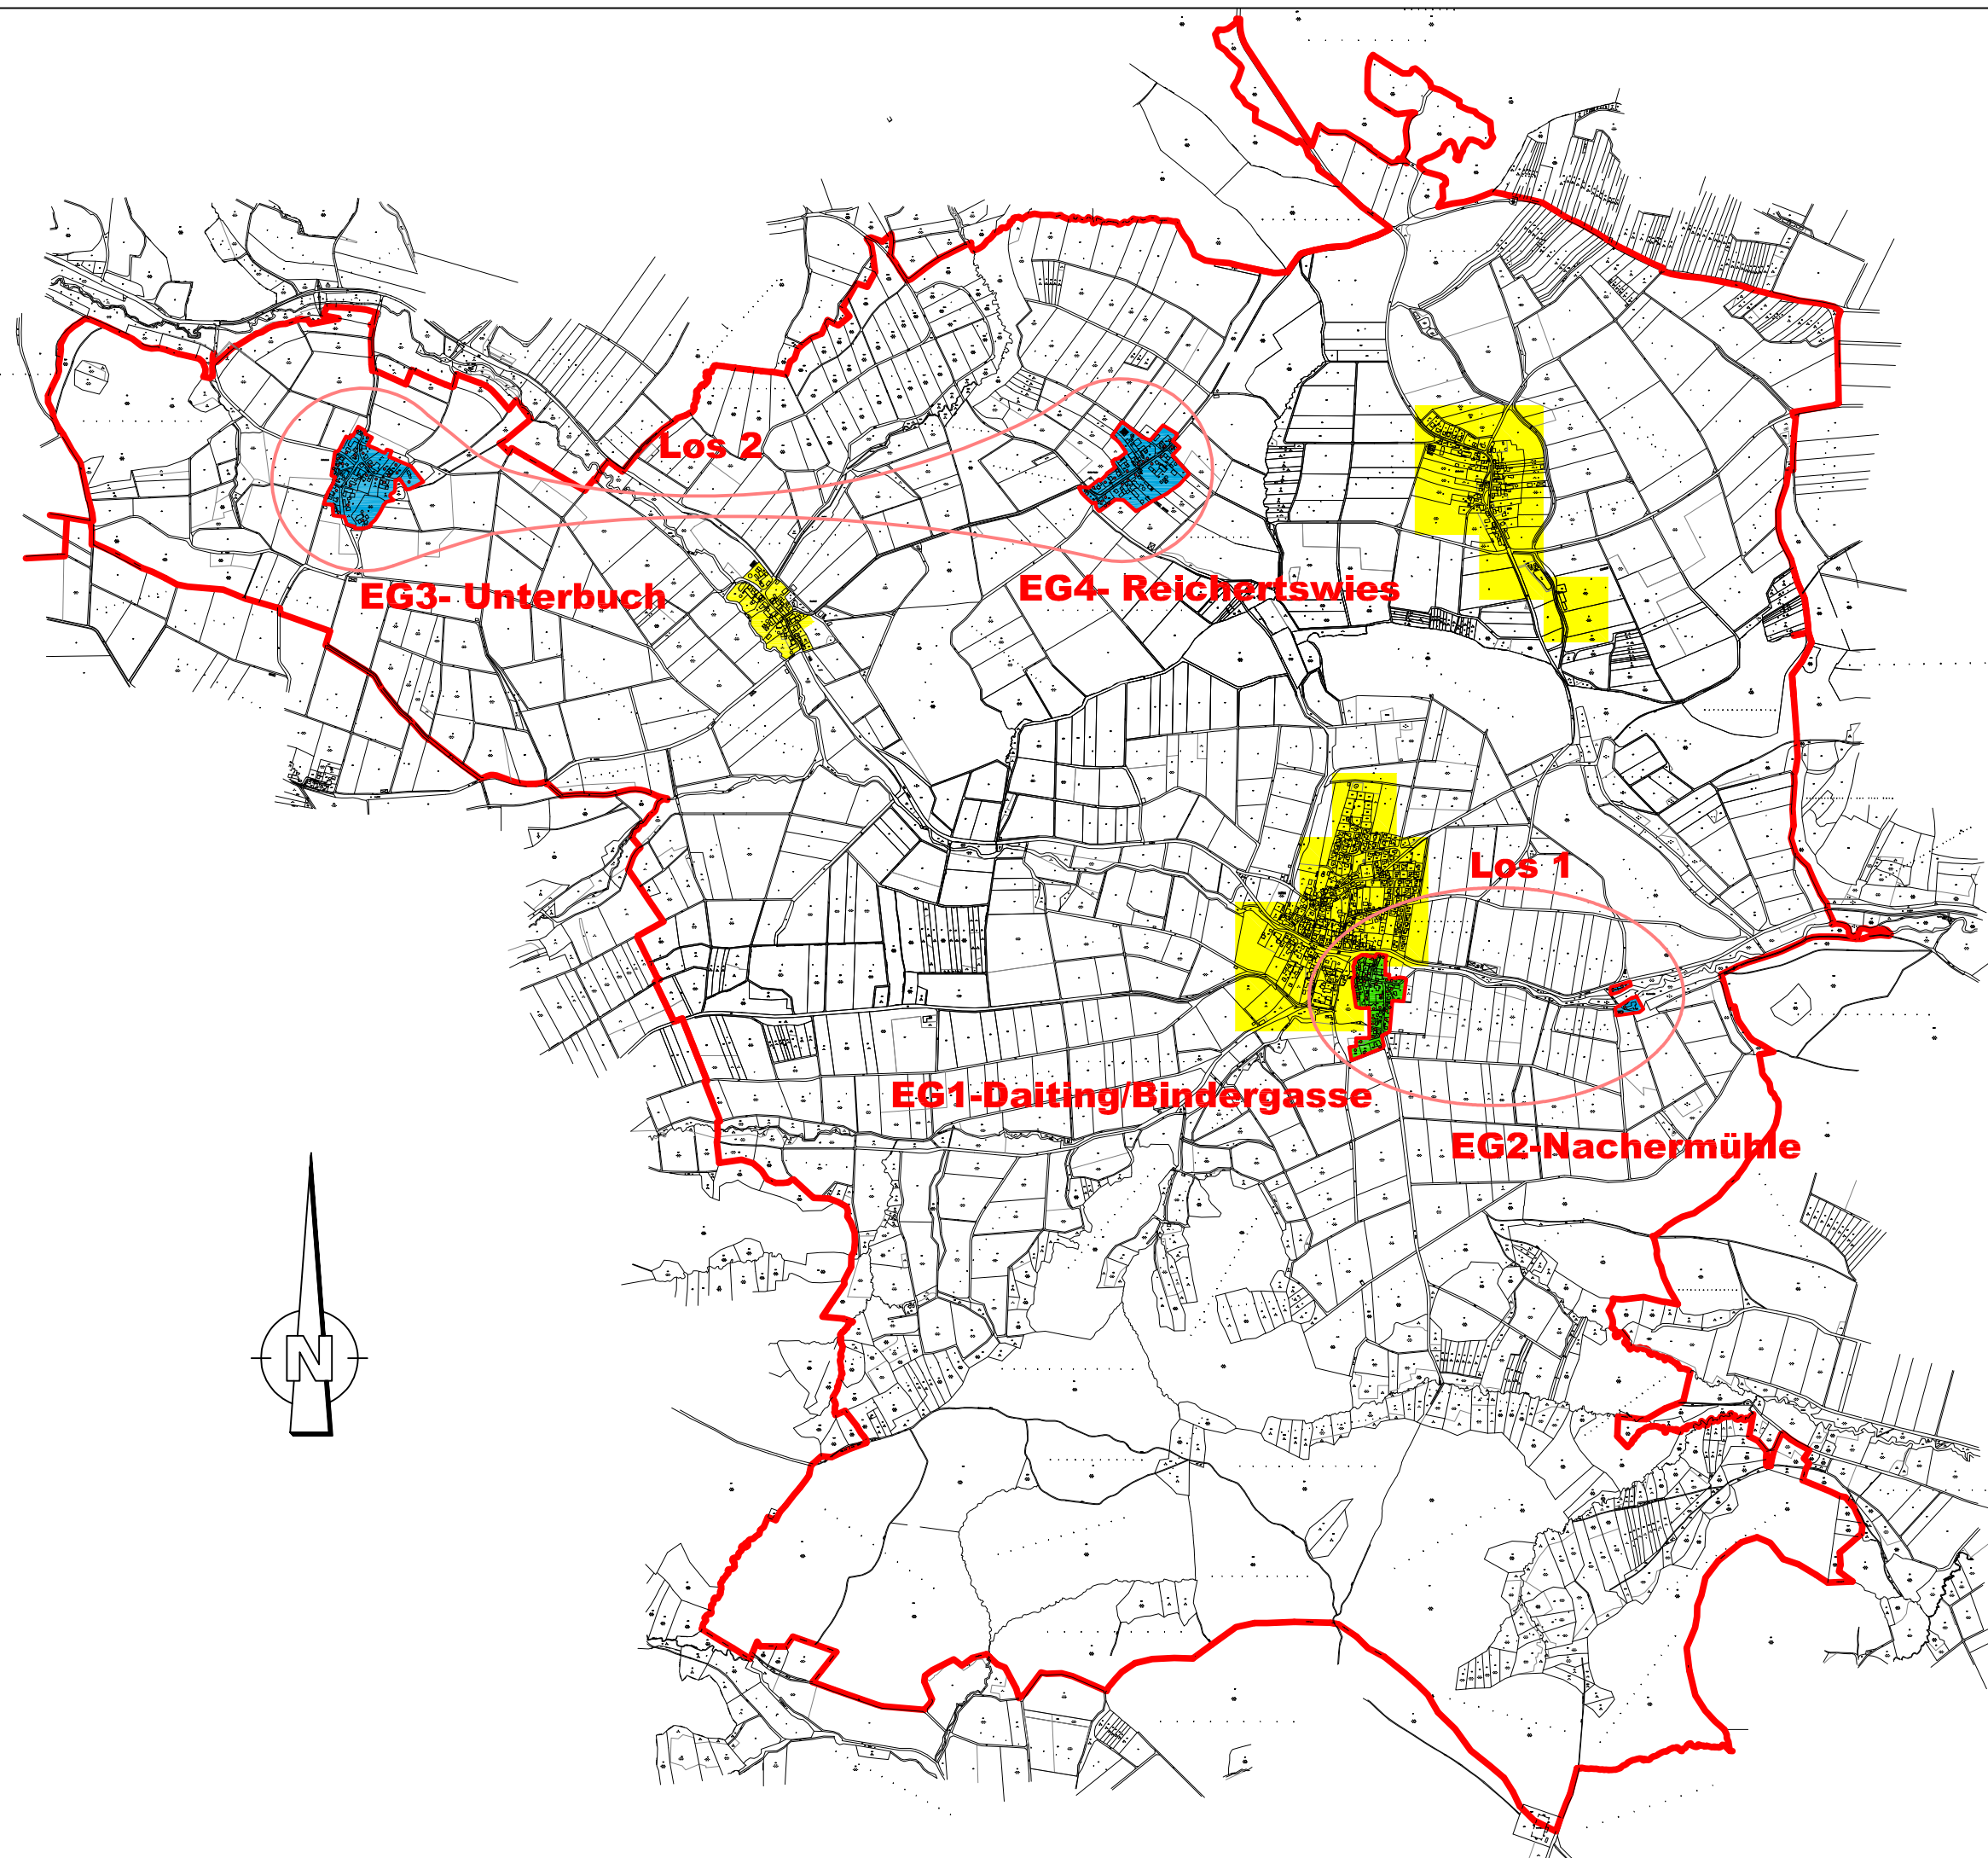 Los 2
EG3- Unterbuch
EG4- Reichertswies
Los 1
EG1-Daiting/Bindergasse
EG2-Nachermühle
N